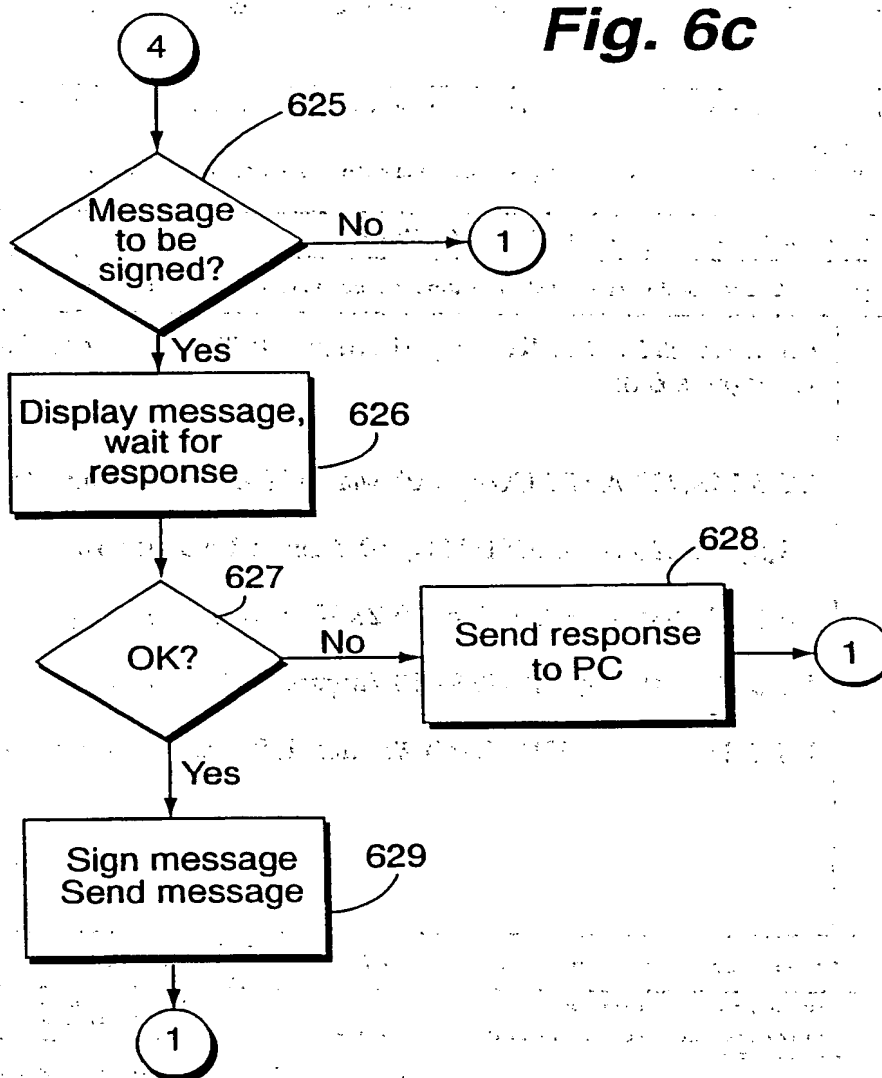 Fig. 6c
4
625
Message
to be
signed?
No
1
Yes
Display message,
wait for
response
626
627
OK?
No
628
Send response
to PC
1
Yes
Sign message
Send message
629
1